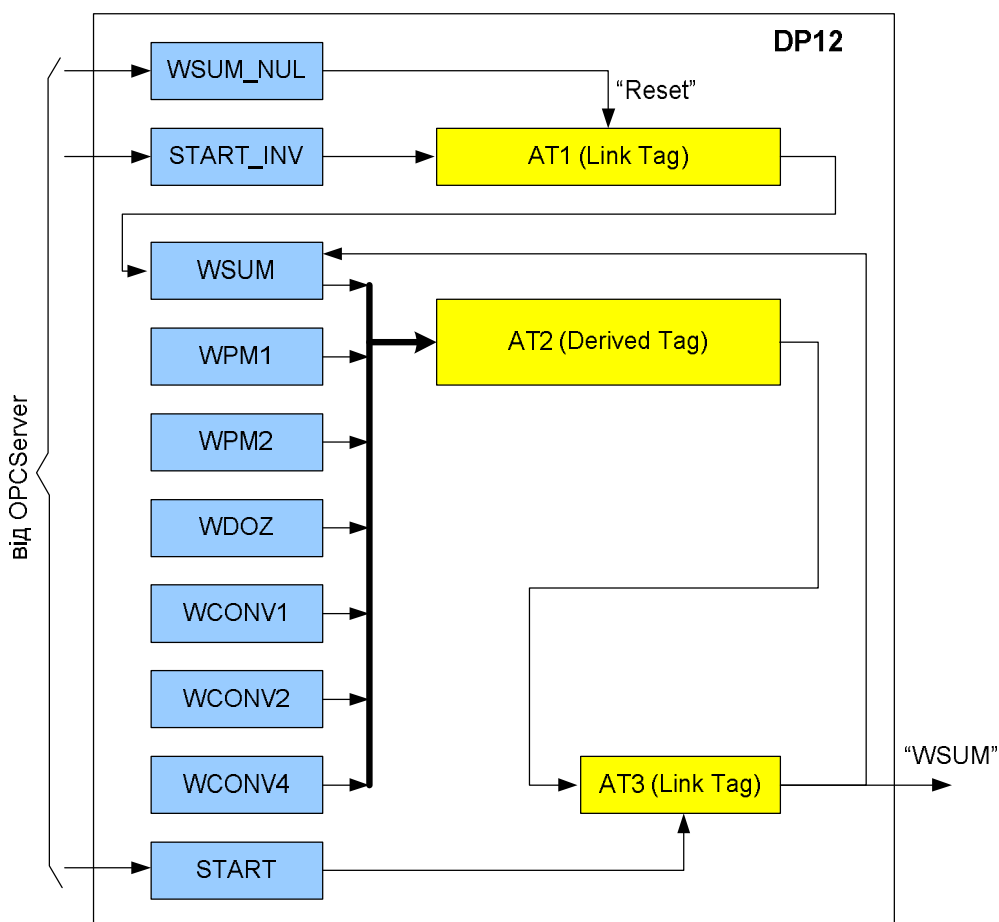 DP12
WSUM_NUL
“Reset”
START_INV
AT1 (Link Tag)
WSUM
AT2 (Derived Tag)
WPM1
WPM2
від OPCServer
WDOZ
WCONV1
WCONV2
“WSUM”
WCONV4
AT3 (Link Tag)
START